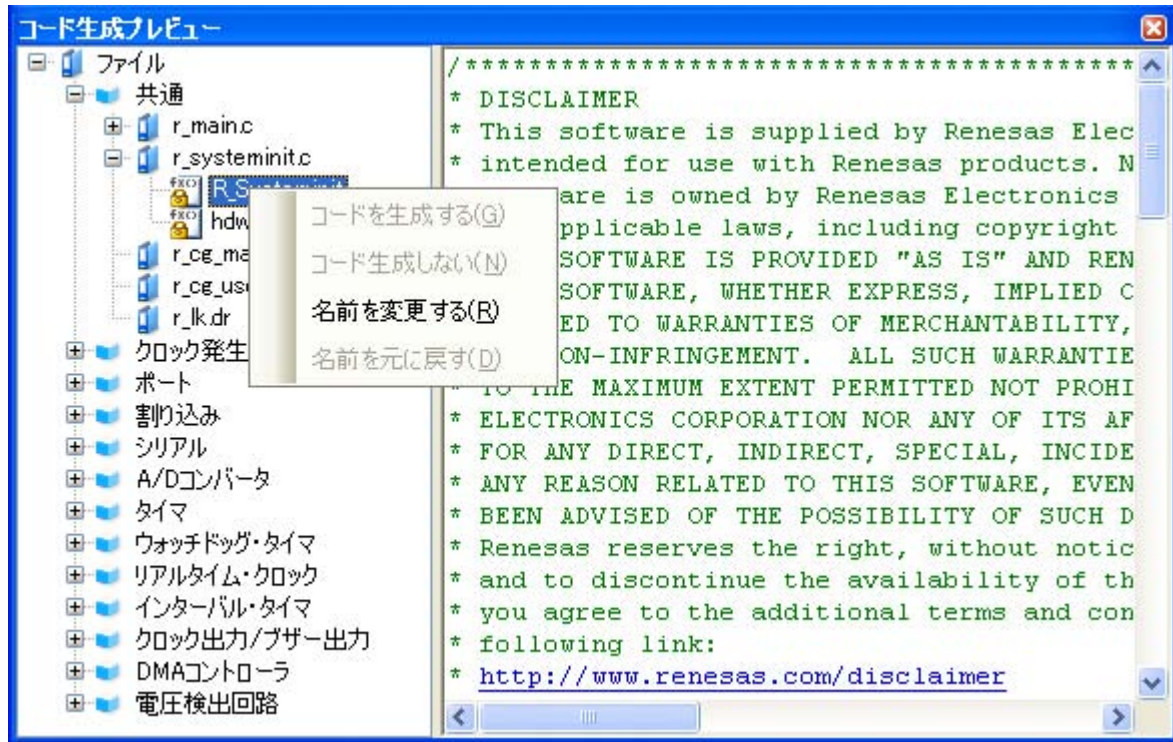 コード生成プレビュー
ファイル
共通
r_main.c
r_systeminit.c
hdw
r_cg_ma
r_cg_us
r_lk.dr
クロック発生
ポート
割り込み
シリアル
A/Dコンバータ
タイマ
ウォッチドッグ・タイマ
リアルタイム・クロック
インターバル・タイマ
クロック出力/ブザー出力
DMAコントローラ
電圧検出回路
コードを生成する(G)
コード生成しない(N)
名前を変更する(R)
名前を元に戻す(D)
/******************************************
* DISCLAIMER
* This software is supplied by Renesas Elec
* intended for use with Renesas products. N
are is owned by Renesas Electronics
pplicable laws, including copyright
SOFTWARE IS PROVIDED "AS IS" AND REN
SOFTWARE, WHETHER EXPRESS, IMPLIED O
ED TO WARRANTIES OF MERCHANTABILITY,
ON-INFRINGEMENT.  ALL SUCH WARRANTIE
* TO THE MAXIMUM EXTENT PERMITTED NOT PROHI
* ELECTRONICS CORPORATION NOR ANY OF ITS AF
* FOR ANY DIRECT, INDIRECT, SPECIAL, INCIDE
* ANY REASON RELATED TO THIS SOFTWARE, EVEN
* BEEN ADVISED OF THE POSSIBILITY OF SUCH D
* Renesas reserves the right, without notic
* and to discontinue the availability of th
* you agree to the additional terms and con
* following link:
* http://www.renesas.com/disclaimer